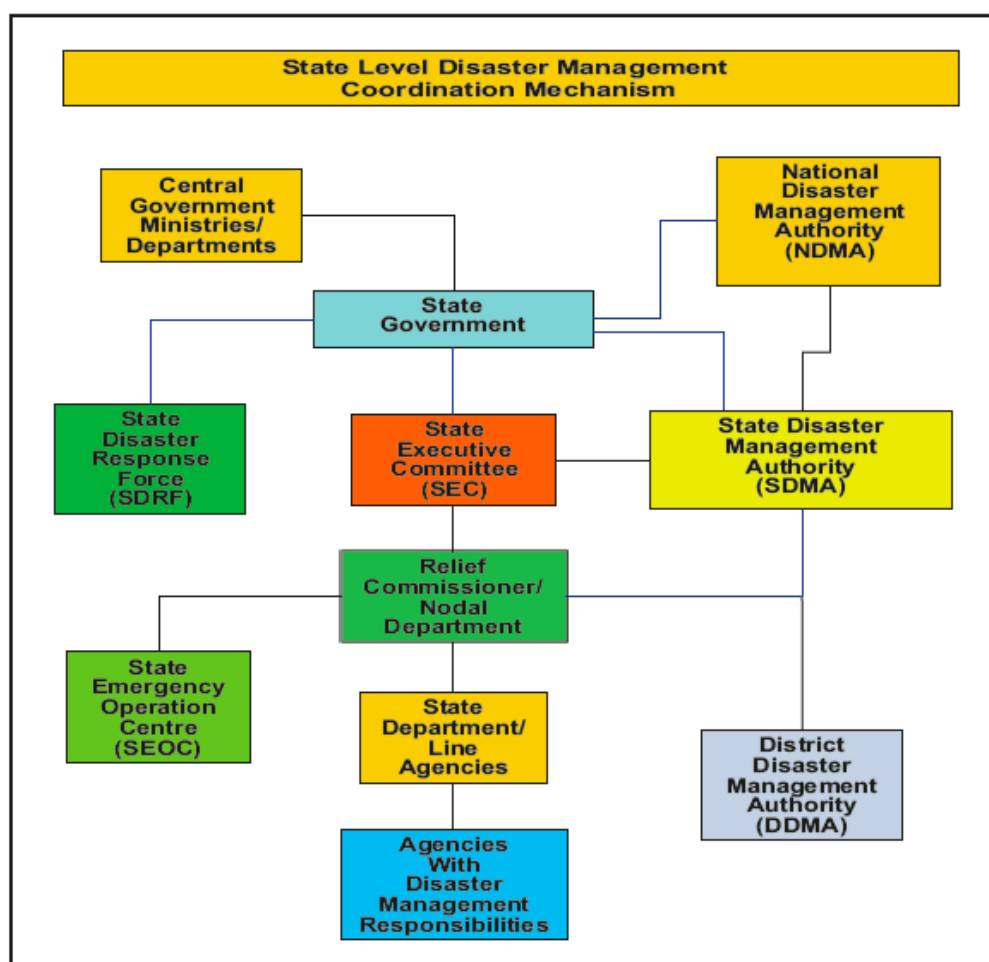 State Level Disaster Management
Coordination Mechanism
Central
Government
Ministries/
Departments
National
Disaster
Management
Authority
(NDMA)
State
Government
State
Disaster
Response
Force
(SDRF)
State
Executive
Committee
(SEC)
State Disaster
Management
Authority
(SDMA)
Relief
Commissioner/
Nodal
Department
State
Emergency
Operation
Centre
(SEOC)
State
Department/
Line
Agencies
District
Disaster
Management
Authority
(DDMA)
Agencies
With
Disaster
Management
Responsibilities